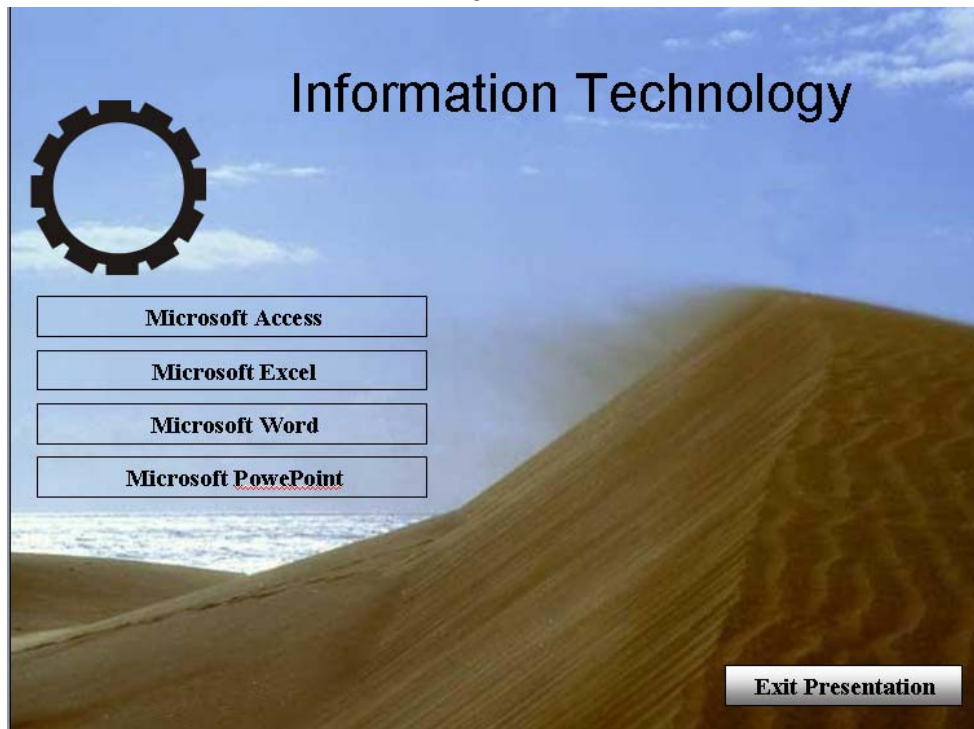 Information Technology
Microsoft Access
Microsoft Excel
Microsoft Word
Microsoft PowePoint
Exit Presentation